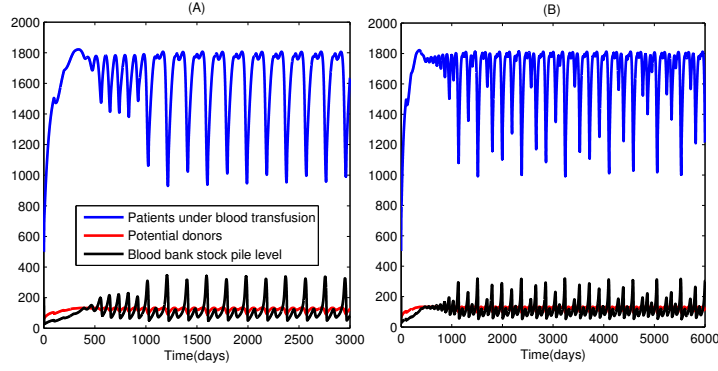 (A)
2000
1800
1600
1400
1200
1000
800
600
400
200
0
Patients under blood transfusion
Potential donors
Blood bank stock pile level
0 500 1000 1500 2000 2500 3000
Time(days)
(B)
2000
1800
1600
1400
1200
1000
800
600
400
200
0
0 1000 2000 3000 4000 5000 6000
Time(days)